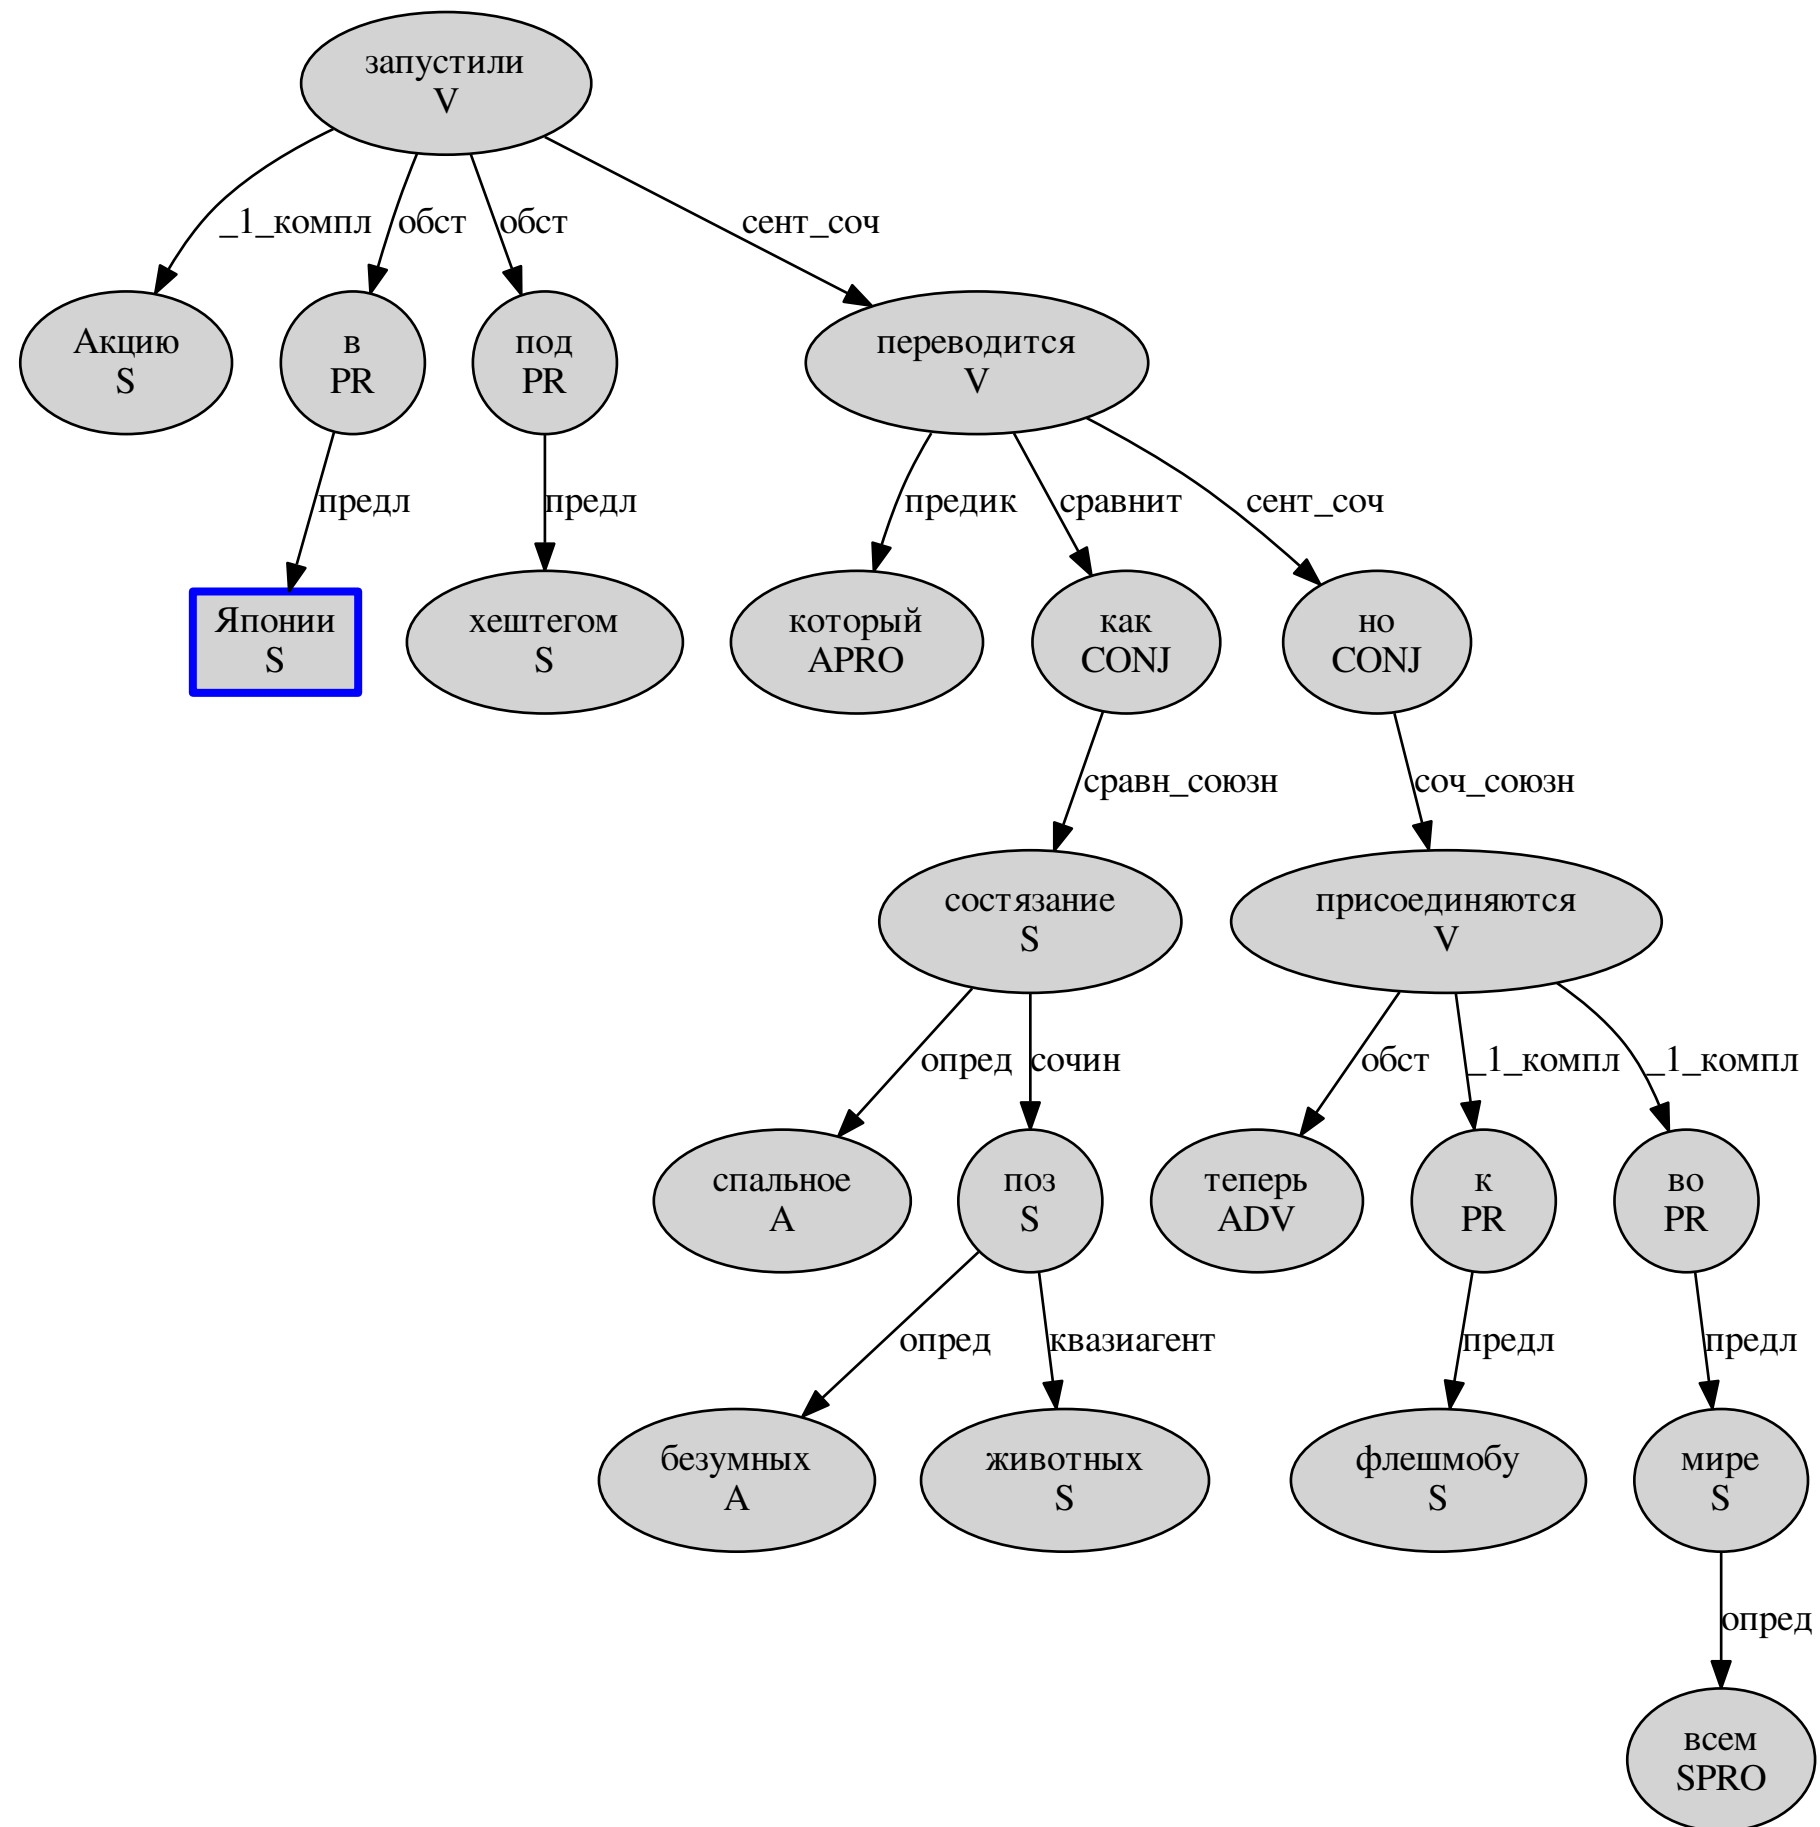 запустили
V
_1_компл
обст
обст
сент_соч
Акцию
S
в
PR
под
PR
переводится
V
предл
предл
предик
сравнит
сент_соч
Японии
S
хештегом
S
который
APRO
как
CONJ
но
CONJ
сравн_союзн
соч_союзн
состязание
S
присоединяются
V
опред
сочин
обст
_1_компл
_1_компл
спальное
A
поз
S
теперь
ADV
к
PR
во
PR
опред
квазиагент
предл
предл
безумных
A
животных
S
флешмобу
S
мире
S
опред
всем
SPRO